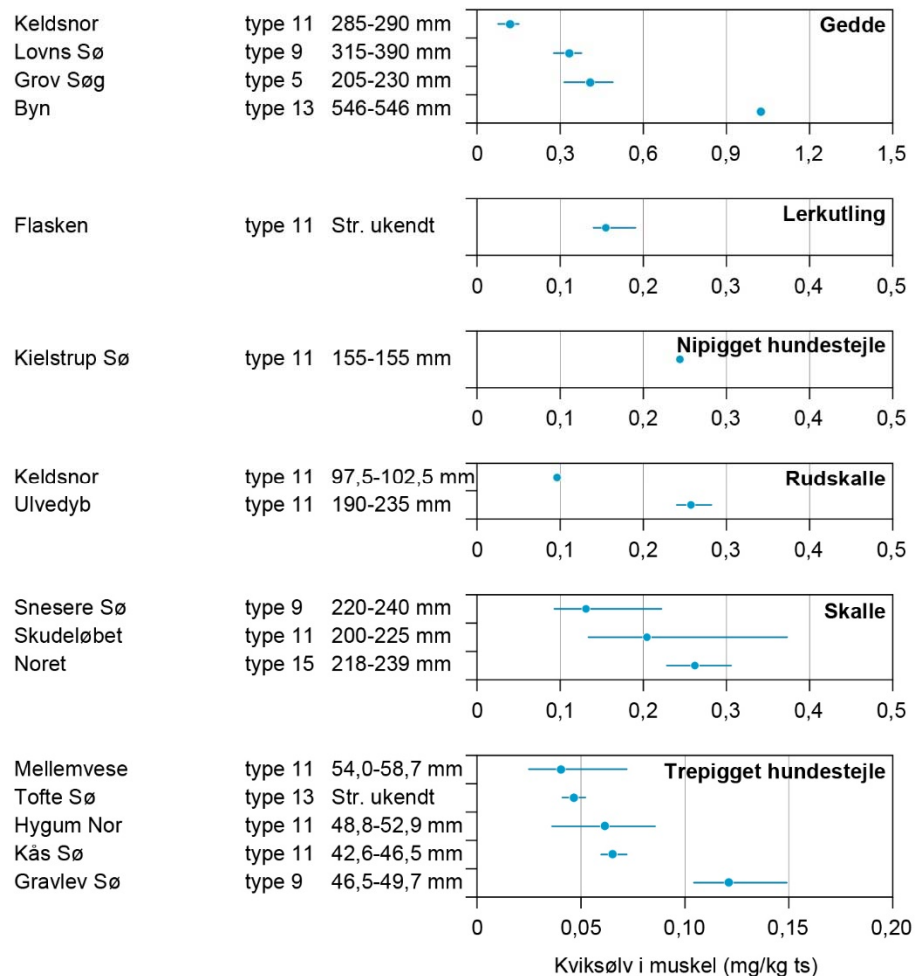 Keldsnor type 11 285-290 mm Gedde
Lovns Sø type 9 315-390 mm
Grov Søg type 5 205-230 mm
Byn type 13 546-546 mm
0 0,3 0,6 0,9 1,2 1,5
Lerkutling
Flasken type 11 Str. ukendt
0 0,1 0,2 0,3 0,4 0,5
Nipigget hundestejle
Kielstrup Sø type 11 155-155 mm
0 0,1 0,2 0,3 0,4 0,5
Keldsnor type 11 97,5-102,5 mm Rudskalle
Ulvedyb type 11 190-235 mm
0 0,1 0,2 0,3 0,4 0,5
Snesere Sø type 9 220-240 mm Skalle
Skudeløbet type 11 200-225 mm
Noret type 15 218-239 mm
0 0,1 0,2 0,3 0,4 0,5
Mellemvese type 11 54,0-58,7 mm Trepigget hundestejle
Tofte Sø type 13 Str. ukendt
Hygum Nor type 11 48,8-52,9 mm
Kås Sø type 11 42,6-46,5 mm
Gravlev Sø type 9 46,5-49,7 mm
0 0,05 0,10 0,15 0,20
Kviksølv i muskel (mg/kg ts)